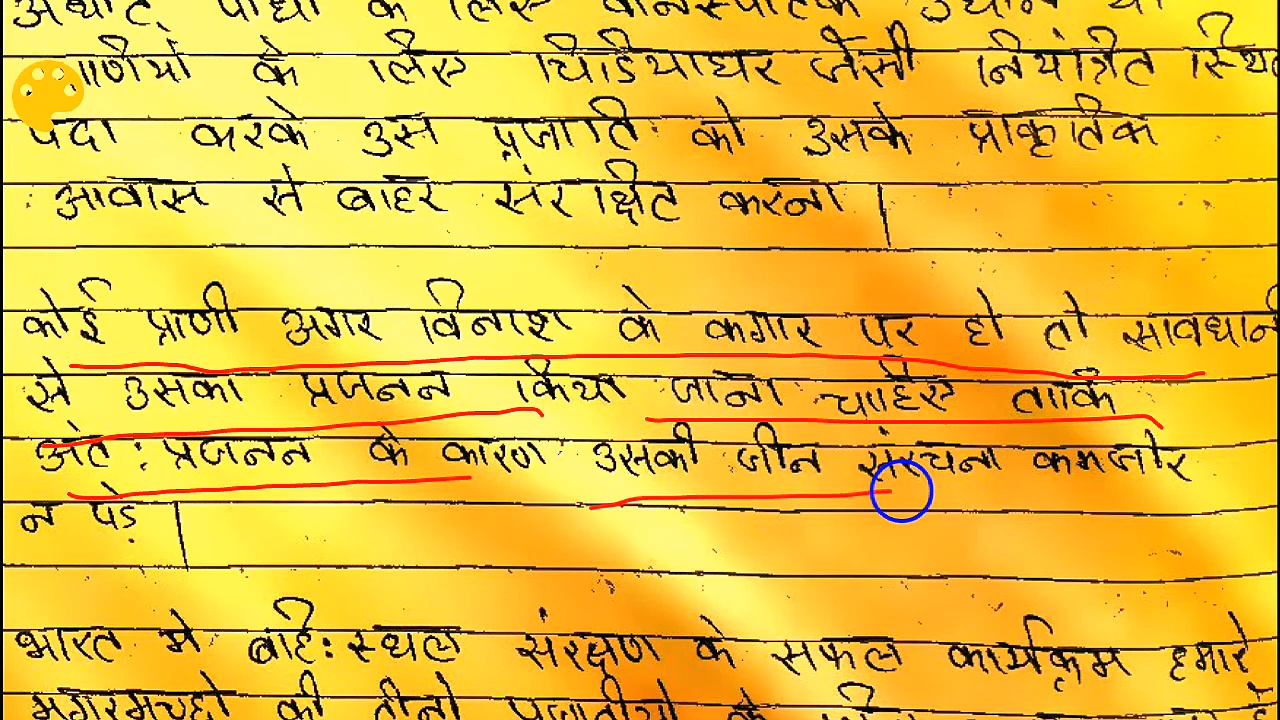 अर्थात् पौधों के लिए वानस्पतिक उद्यान या
के लिए चिडियाघर जैसी नियंत्रित
पैदा करके उस प्रजाति को उसके प्राकृतिक
आवास से बाहर संरक्षित करना |
कोई प्राणी अगर विनाश के कगार पर हो तो सावधानी
से उसका प्रजनन किया जाना चाहिए ताकि
अंत: प्रजनन के कारण उसकी जीन संरचना कमजोर
न पड़े |
भारत मे बाहि:स्थल संरक्षण के सफल कार्यक्रम हमारे
मगरमच्छो की तीनो प्रजातीयो के